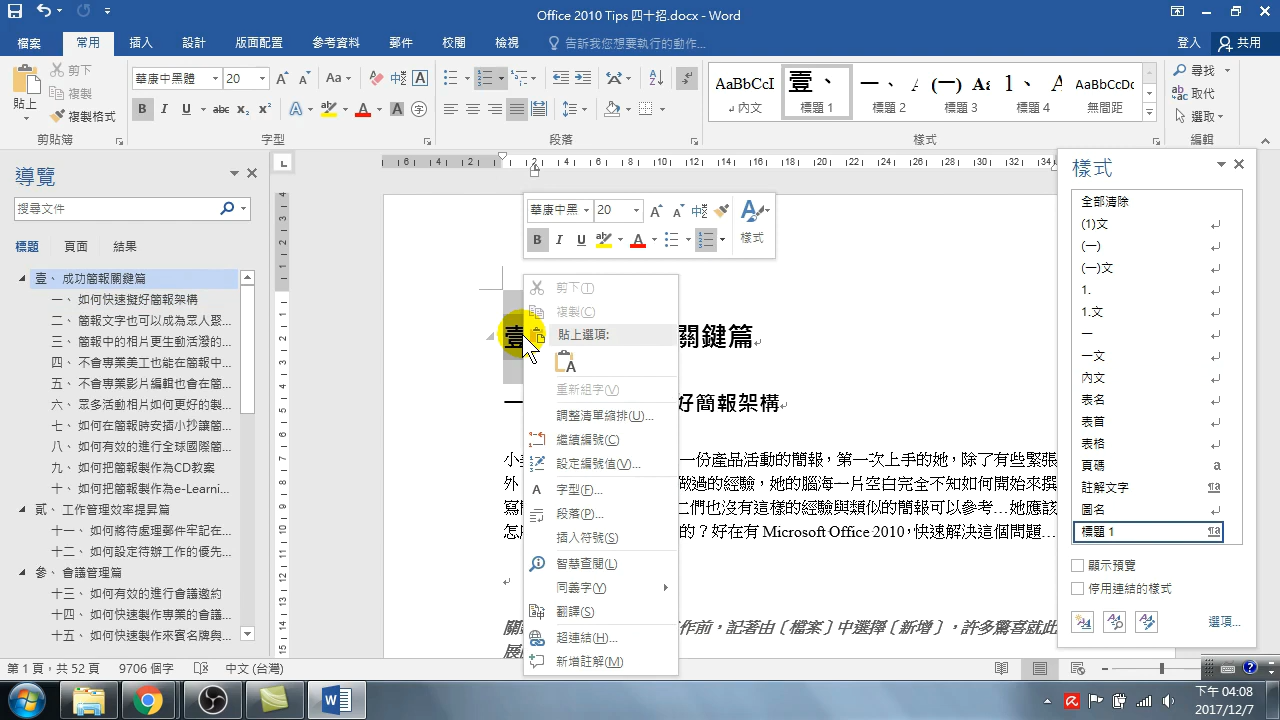 Office 2010 Tips 四十招.docx - Word
檔案 常用 插入 設計 版面配置 參考資料 郵件 校閱 檢視 告訴我您想要執行的動作... 登入 共用
貼上 剪下 複製 複製格式
華康中黑體 20 Aa
B I U abc x₂ x²
AaBbCcI 壹、 一、 (一) 1、 AaBbCcDc
內文 標題 1 標題 2 標題 3 標題 4 無間距
尋找 取代 選取
剪貼簿 字型 段落 樣式 編輯
導覽
搜尋文件
標題 頁面 結果
壹、 成功簡報關鍵篇
一、 如何快速擬好簡報架構
二、 簡報文字也可以成為眾人聚...
三、 簡報中的相片更主動活潑的...
四、 不會專業美工也能在簡報中...
五、 不會專業影片編輯也會在簡...
六、 眾多活動相片如何更好的製...
七、 如何在簡報時安插小抄讓簡...
八、 如何有效的進行全球國際簡...
九、 如何把簡報製作為CD教案
十、 如何把簡報製作為e-Learni...
貳、 工作管理效率提昇篇
十一、 如何將待處理郵件牢記在...
十二、 如何設定待辦工作的優先...
參、 會議管理篇
十三、 如何有效的進行會議邀約
十四、 如何快速製作專業的會議...
十五、 如何快速製作來賓名牌與...
華康中黑 20
B I U
樣式
剪下(T)
複製(C)
貼上選項:
重新組字(V)
調整清單縮排(U)...
繼續編號(C)
設定編號值(V)...
字型(F)...
段落(P)...
插入符號(S)
智慧查閱(L)
同義字(Y)
翻譯(S)
超連結(H)...
新增註解(M)
壹 關鍵篇
一 好簡報架構
小 一份產品活動的簡報，第一次上手的她，除了有些緊張
外 做過的經驗，她的腦海一片空白完全不知如何開始來撰
寫 二們也沒有這樣的經驗與類似的簡報可以參考…她應該
怎 的？好在有 Microsoft Office 2010，快速解決這個問題…
關 作前，記著由〔檔案〕中選擇〔新增〕，許多驚喜就此
展
樣式
全部清除
(1)文
(一)
(一)文
1.
1.文
一
一文
內文
表名
表首
表格
頁碼
註解文字
圖名
標題 1
顯示預覽
停用連結的樣式
選項...
第 1 頁，共 52 頁 9706 個字 中文 (台灣)
下午 04:08
2017/12/7